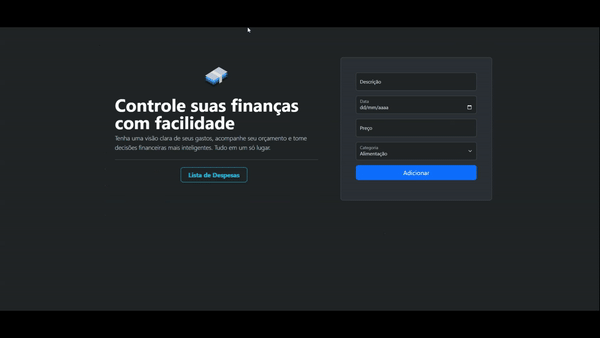 Controle suas finanças
com facilidade
Tenha uma visão clara de seus gastos, acompanhe seu orçamento e tome
decisões financeiras mais inteligentes. Tudo em um só lugar.
Lista de Despesas
Descrição
Data
dd/mm/aaaa
Preço
Categoria
Alimentação
Adicionar